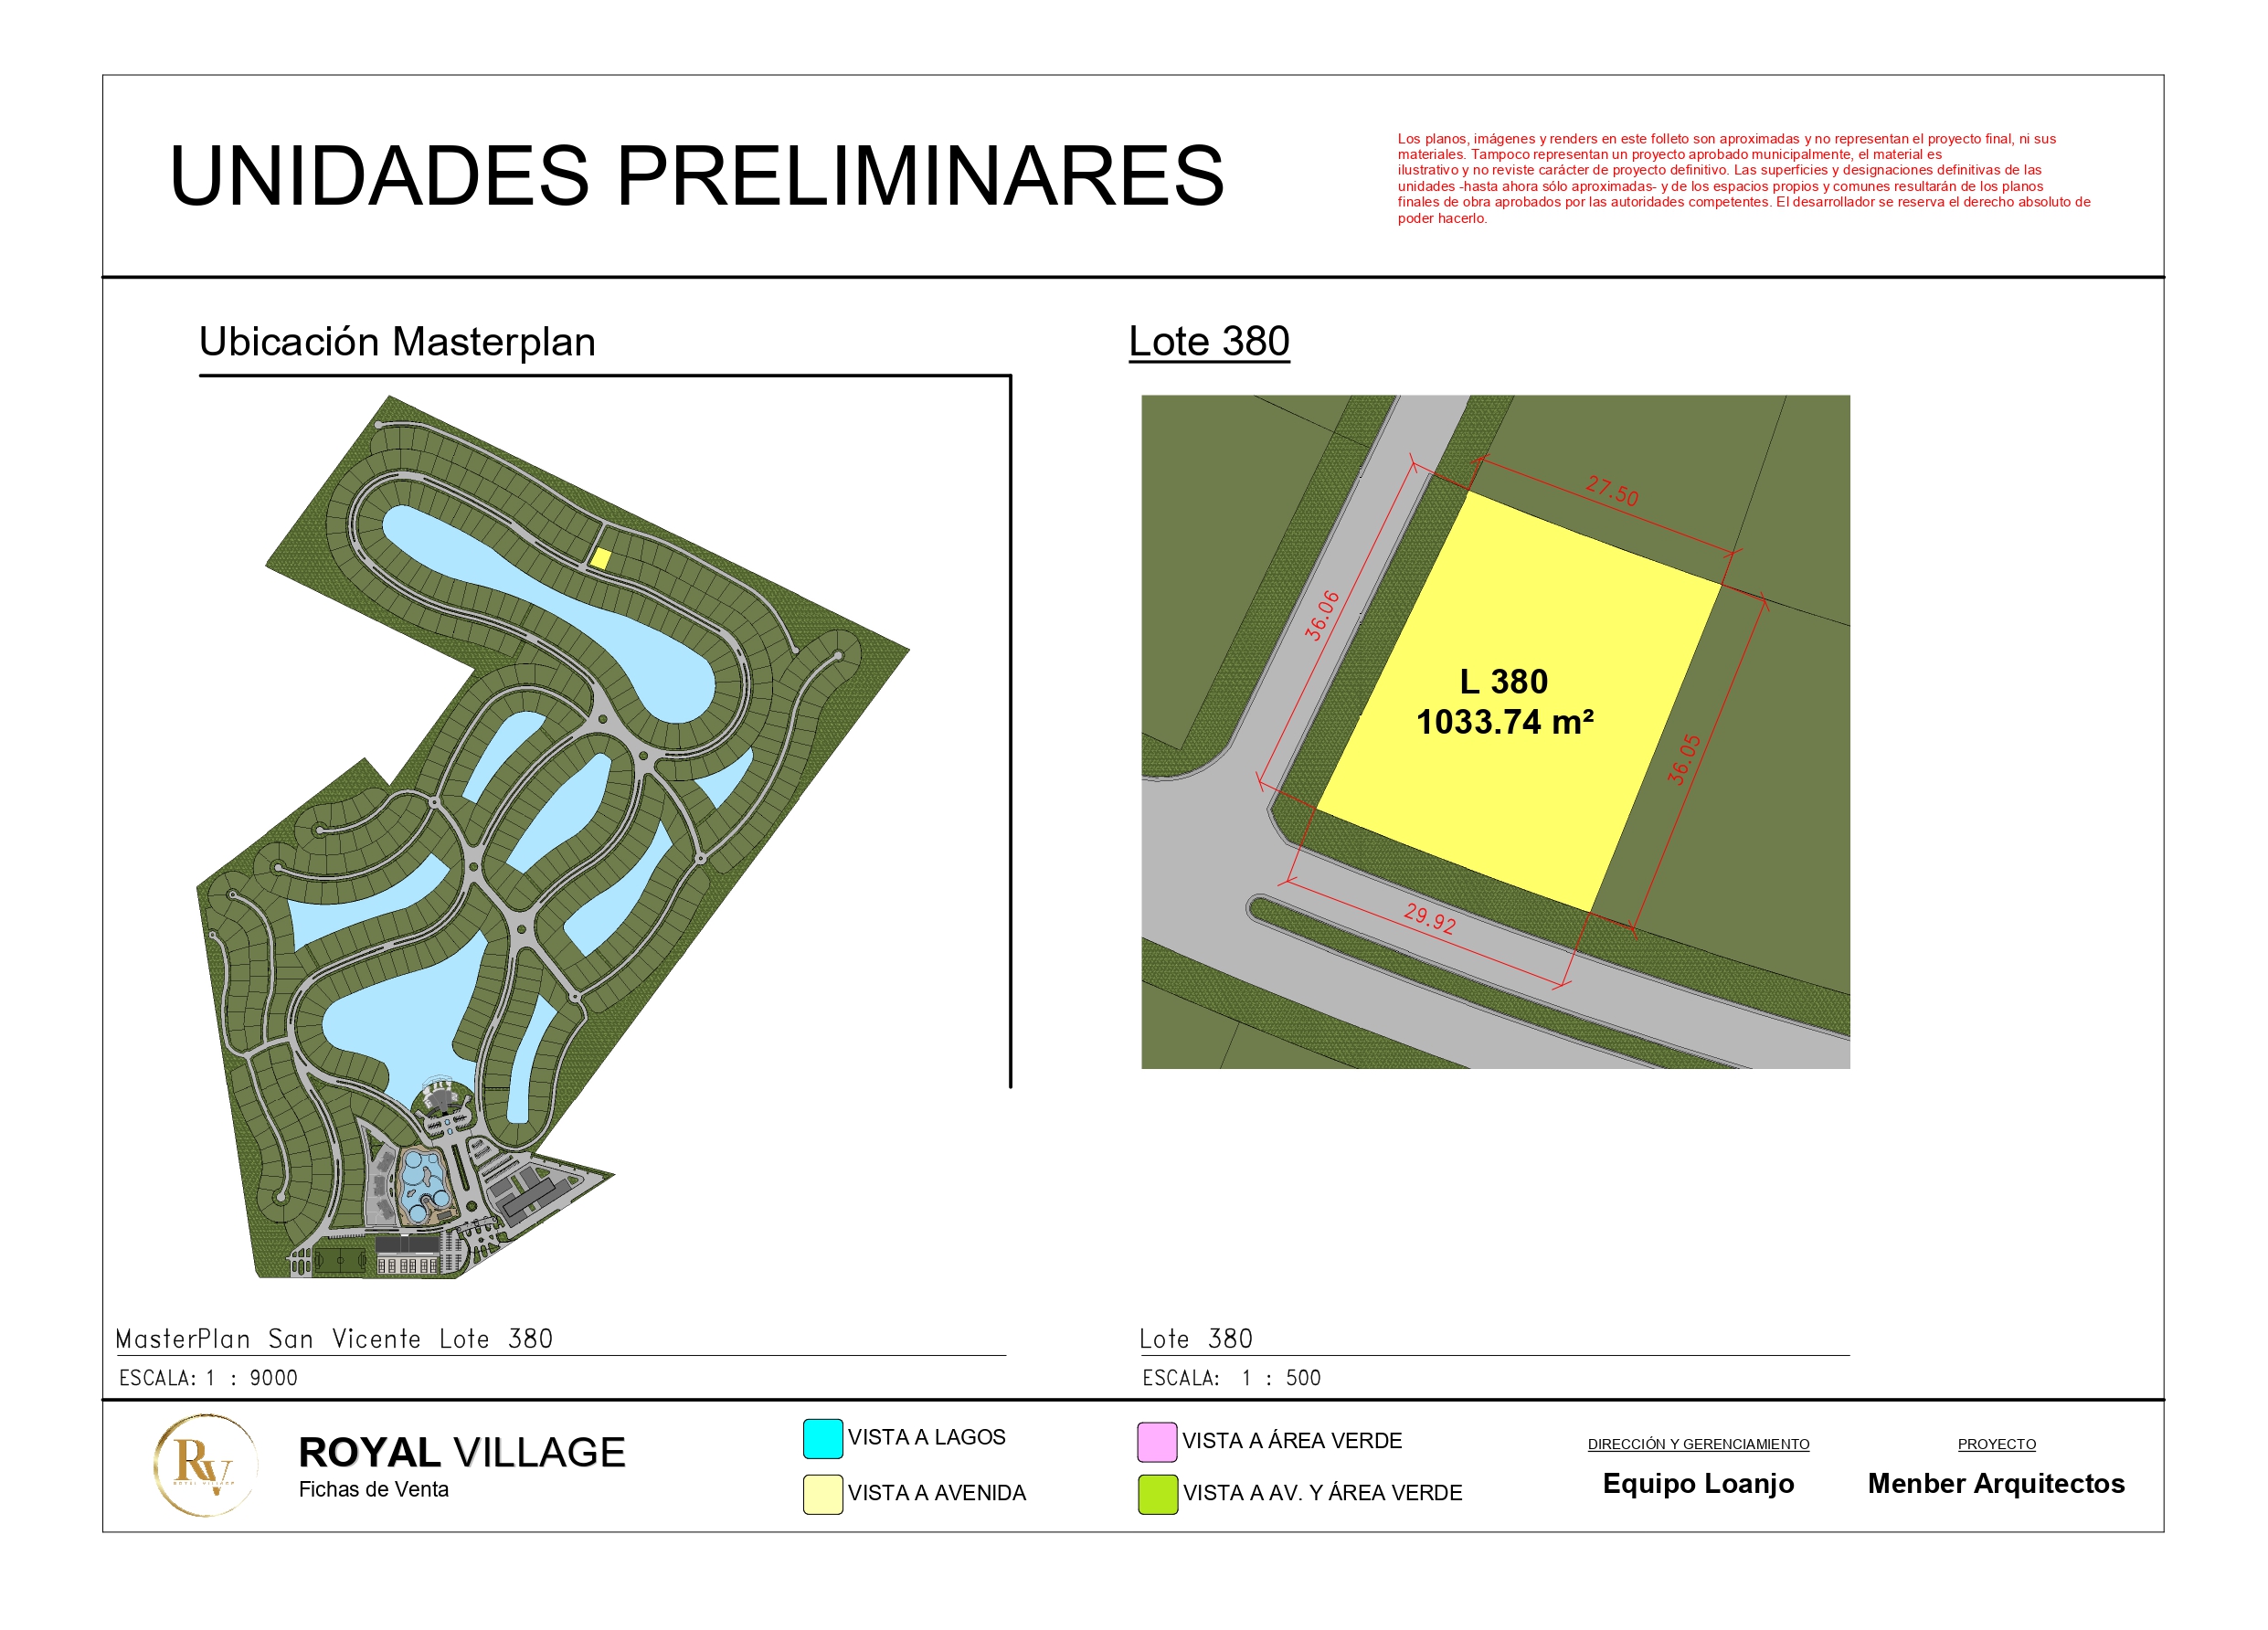 UNIDADES PRELIMINARES
Los planos, imágenes y renders en este folleto son aproximadas y no representan el proyecto final, ni sus
materiales. Tampoco representan un proyecto aprobado municipalmente, el material es
ilustrativo y no reviste carácter de proyecto definitivo. Las superficies y designaciones definitivas de las
unidades -hasta ahora sólo aproximadas- y de los espacios propios y comunes resultarán de los planos
finales de obra aprobados por las autoridades competentes. El desarrollador se reserva el derecho absoluto de
poder hacerlo.
Ubicación Masterplan
Lote 380
27.50
36.06
L 380
1033.74 m²
36.05
29.92
MasterPlan San Vicente Lote 380
ESCALA: 1 : 9000
Lote 380
ESCALA: 1 : 500
RV
ROYAL VILLAGE
ROYAL VILLAGE
Fichas de Venta
VISTA A LAGOS
VISTA A AVENIDA
VISTA A ÁREA VERDE
VISTA A AV. Y ÁREA VERDE
DIRECCIÓN Y GERENCIAMIENTO
Equipo Loanjo
PROYECTO
Menber Arquitectos